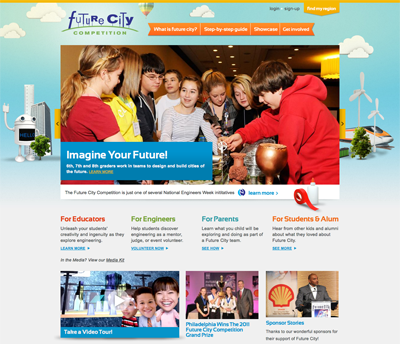 FUTURE CITY
COMPETITION
login or sign-up
find my region
What is future city?
Step-by-step guide
Showcase
Get involved
HELLO
Imagine Your Future!
6th, 7th and 8th graders work in teams to design and build cities
of the future. LEARN MORE
The Future City Competition is just one of several National Engineers Week initiatives
learn more ›
For Educators
Unleash your students'
creativity and ingenuity as they
explore engineering.
LEARN MORE
For Engineers
Help students discover
engineering as a mentor,
judge, or event volunteer.
VOLUNTEER NOW
For Parents
Learn what you child will be
exploring and doing as part of
a Future City team.
SEE HOW
For Students & Alum
Hear from other kids and alumni
about what they loved about
Future City.
SEE MORE
In the Media? View our Media Kit
Take a Video Tour!
Philadelphia Wins The 2011
Future City Competition
Grand Prize
Sponsor Stories
Thanks to our wonderful sponsors for
their support of Future City!